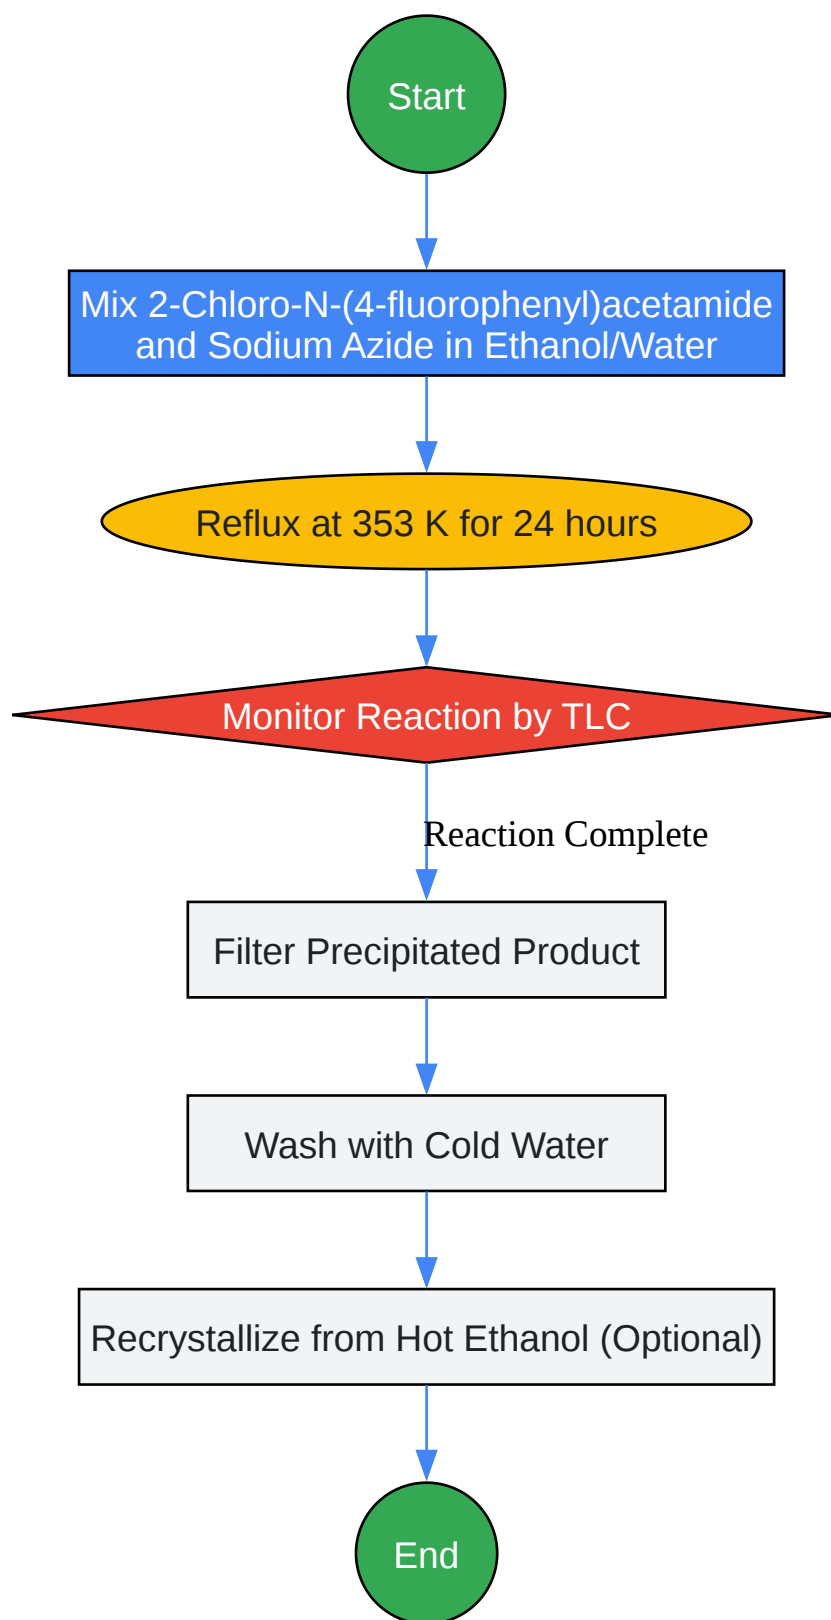 Start
Mix 2-Chloro-N-(4-fluorophenyl)acetamide
and Sodium Azide in Ethanol/Water
Reflux at 353 K for 24 hours
Monitor Reaction by TLC
Reaction Complete
Filter Precipitated Product
Wash with Cold Water
Recrystallize from Hot Ethanol (Optional)
End